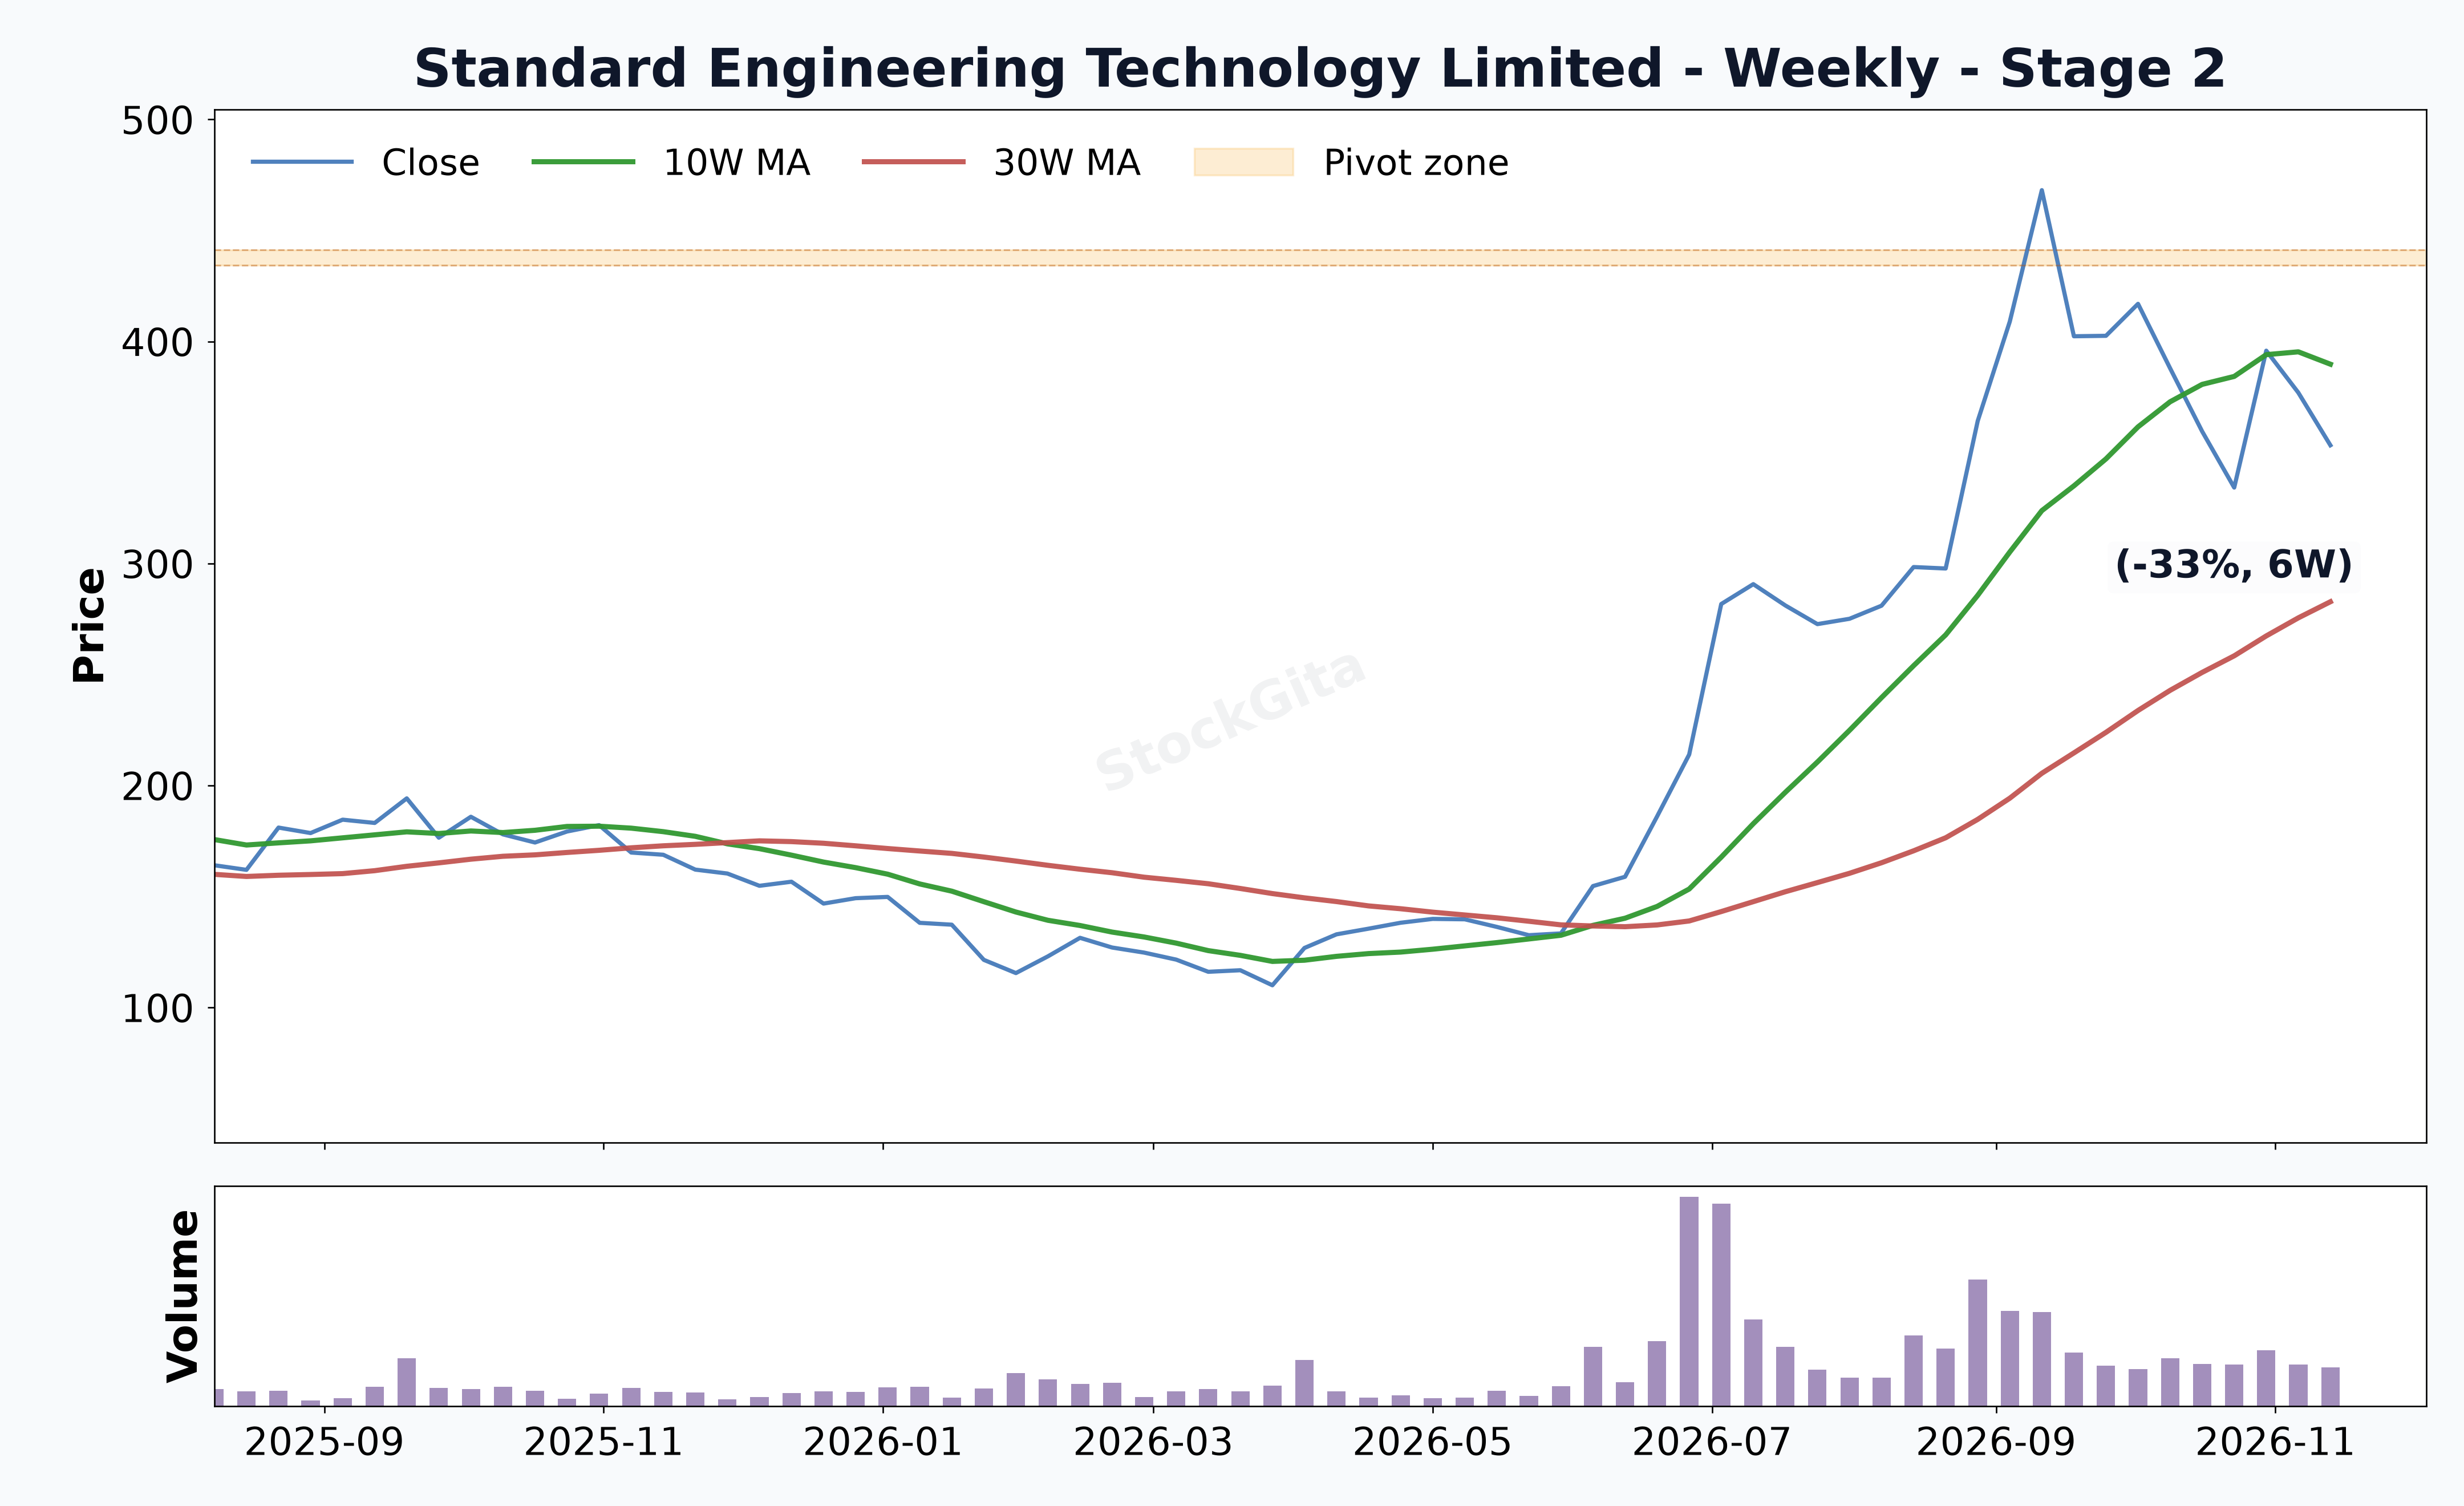 Standard Engineering Technology Limited - Weekly - Stage 2
Close 10W MA 30W MA Pivot zone
Price
500
400
300
200
100
(-33%, 6W)
StockGita
Volume
2025-09 2025-11 2026-01 2026-03 2026-05 2026-07 2026-09 2026-11